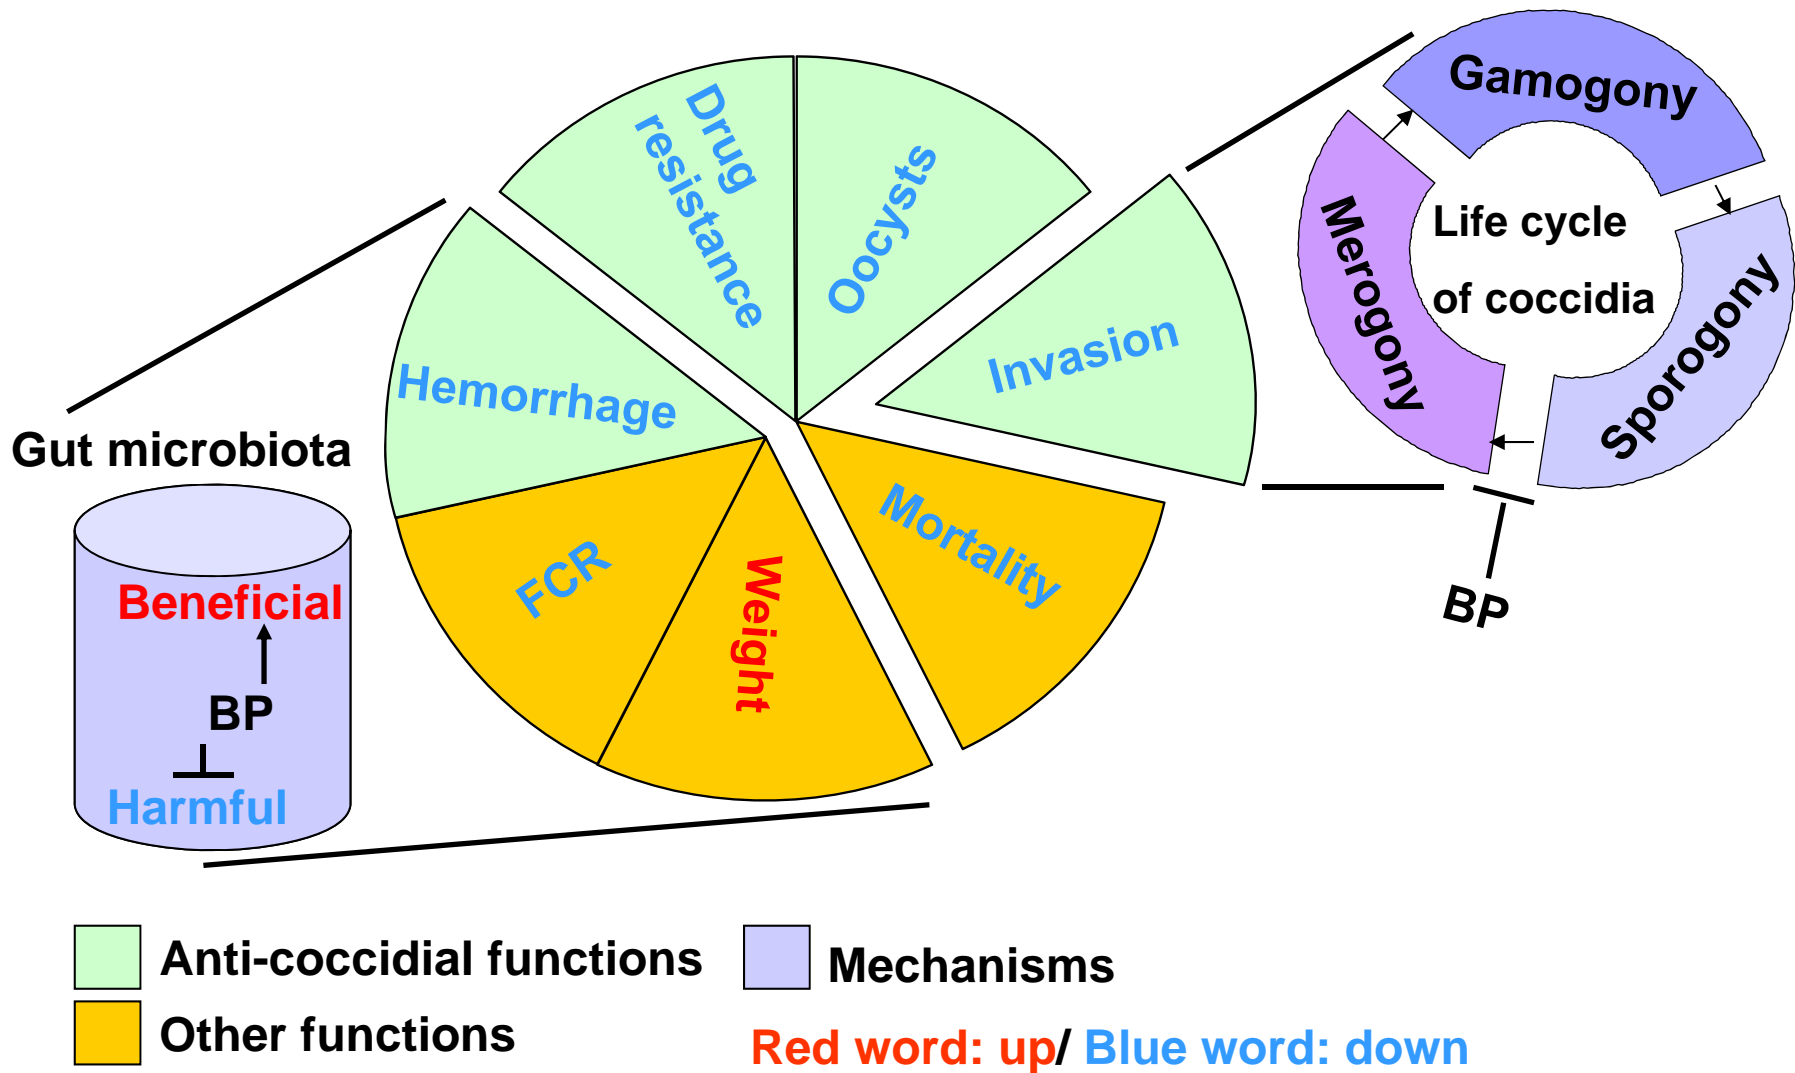 Drug
resistance
Oocysts
Invasion
Hemorrhage
FCR
Weight
Mortality
Gamogony
Merogony
Sporogony
Life cycle
of coccidia
BP
Gut microbiota
Beneficial
BP
Harmful
Anti-coccidial functions
Mechanisms
Other functions
Red word: up/ Blue word: down